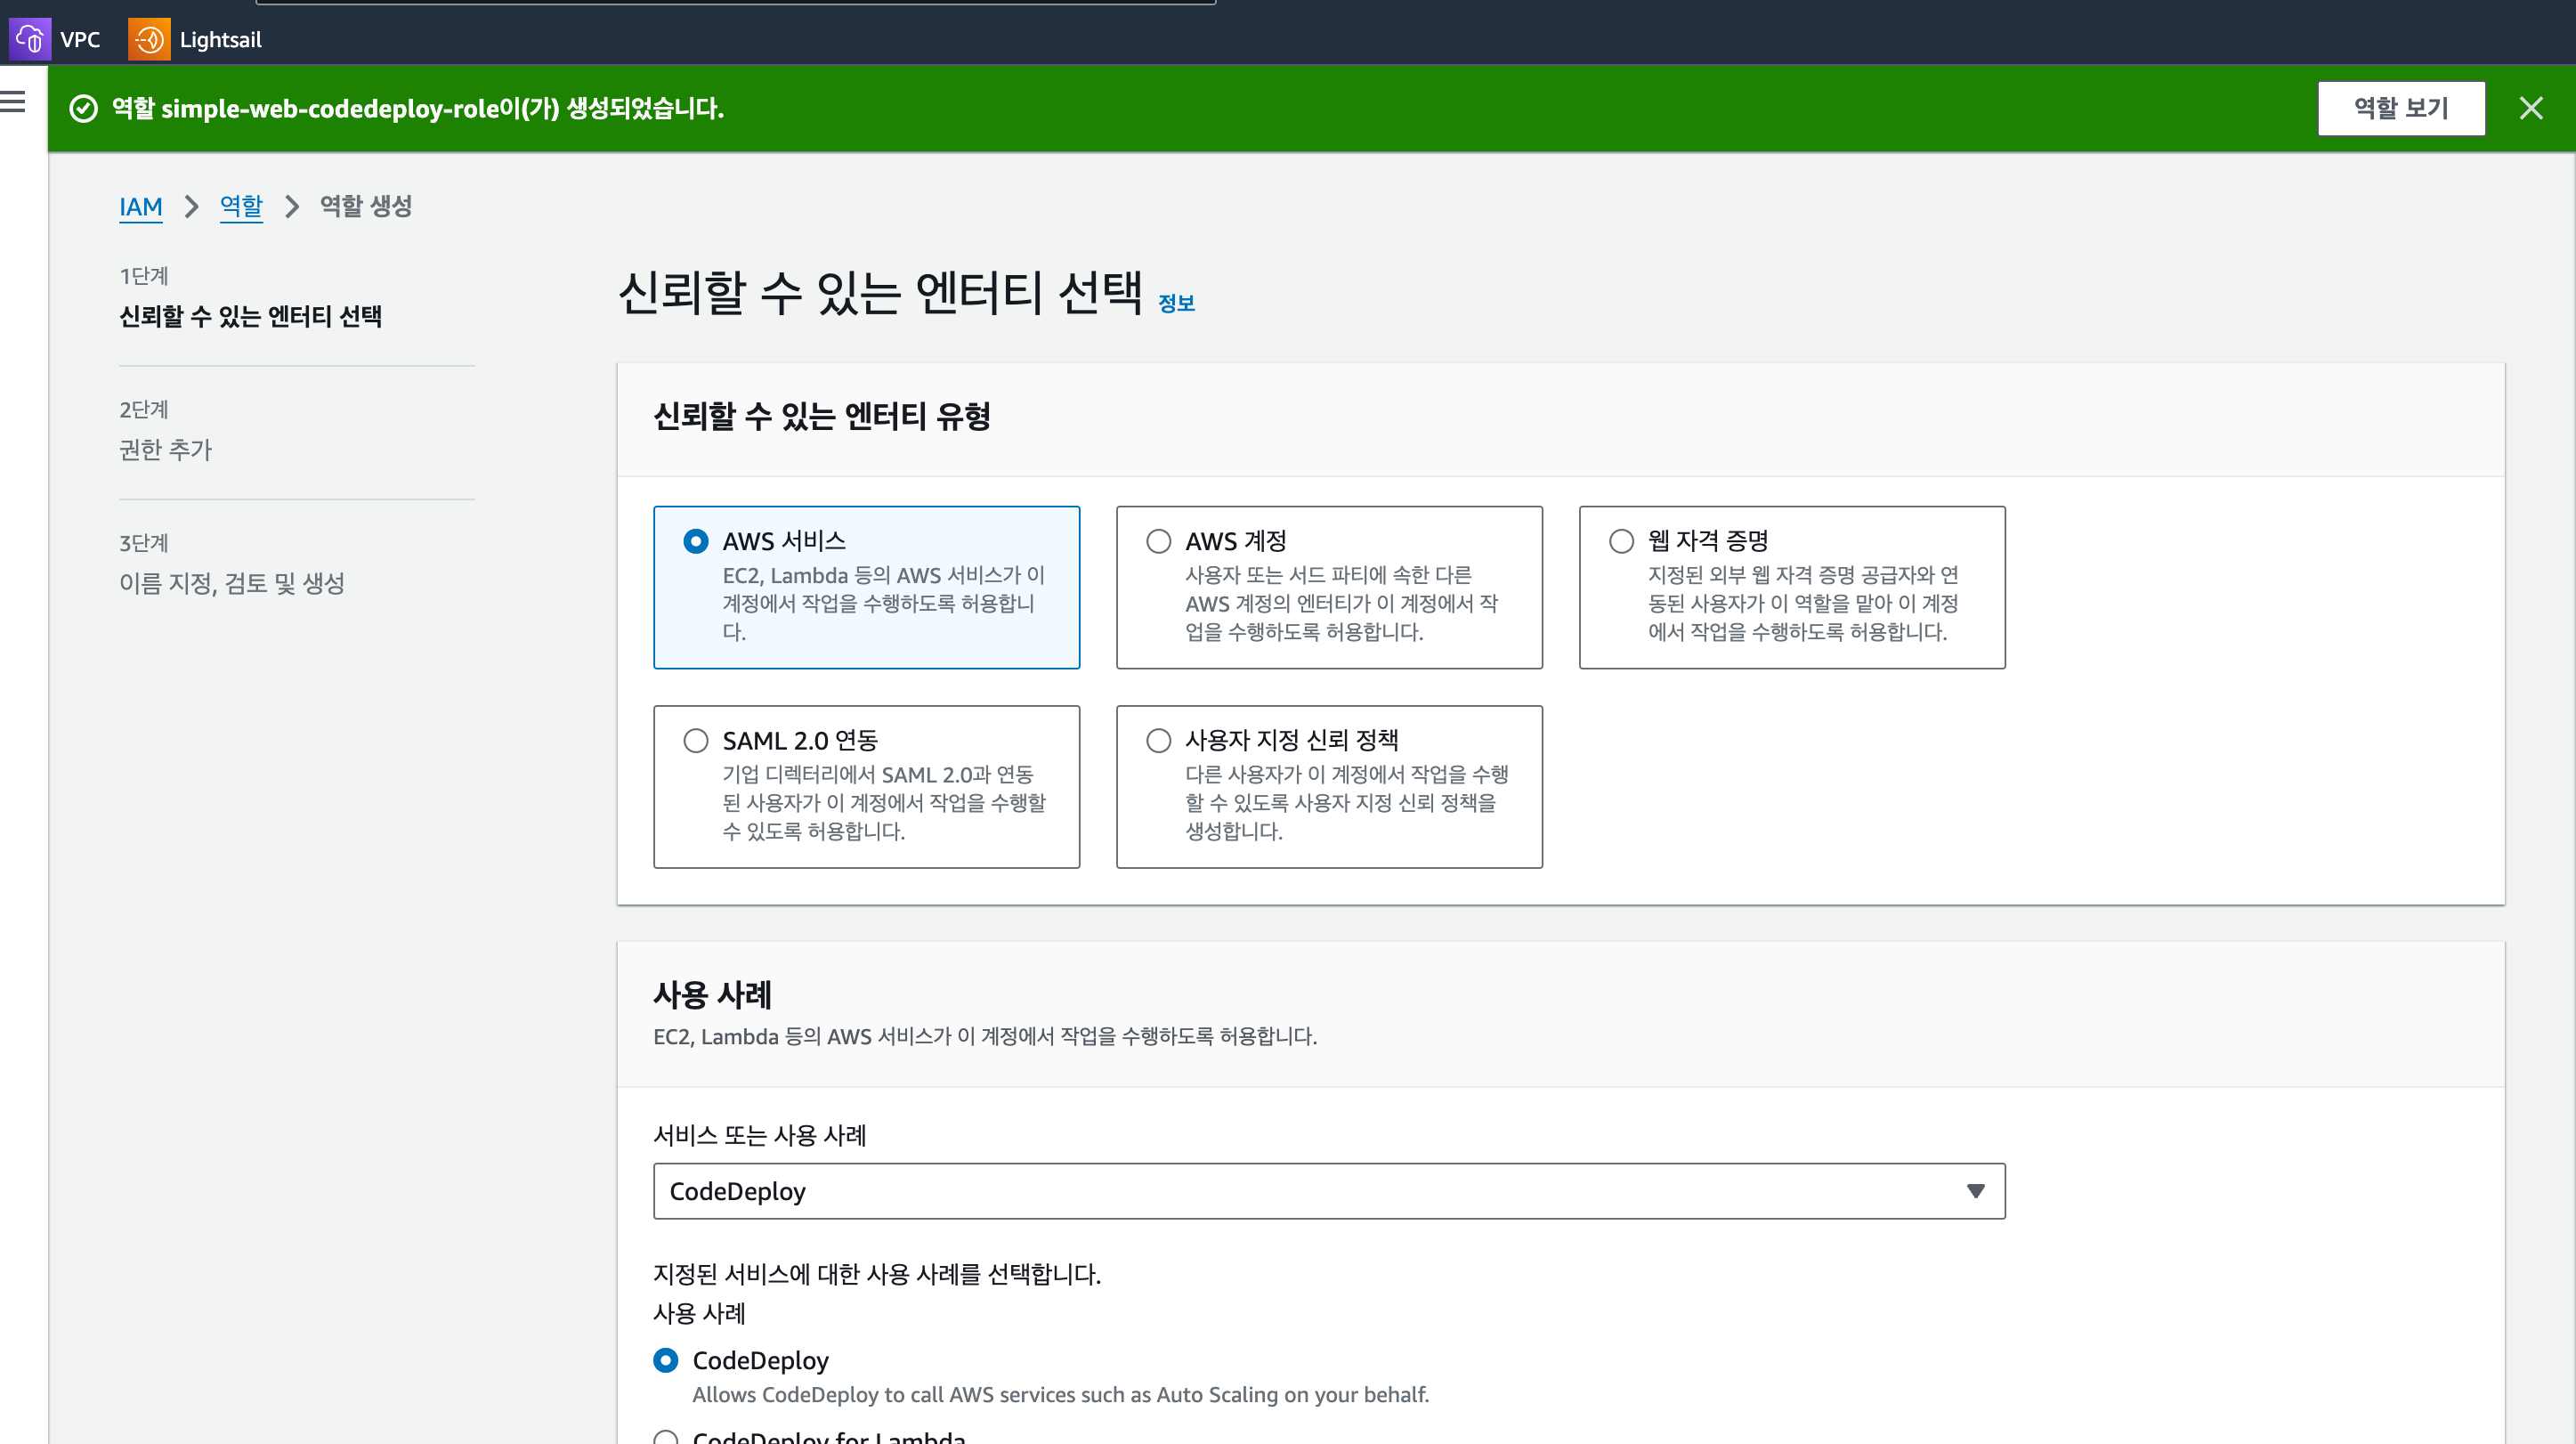 VPC
Lightsail
역할 simple-web-codedeploy-role이(가) 생성되었습니다.
역할 보기
IAM
역할
역할 생성
1단계
신뢰할 수 있는 엔터티 선택
2단계
권한 추가
3단계
이름 지정, 검토 및 생성
신뢰할 수 있는 엔터티 선택 정보
신뢰할 수 있는 엔터티 유형
AWS 서비스
EC2, Lambda 등의 AWS 서비스가 이
계정에서 작업을 수행하도록 허용합니
다.
AWS 계정
사용자 또는 서드 파티에 속한 다른
AWS 계정의 엔터티가 이 계정에서 작
업을 수행하도록 허용합니다.
웹 자격 증명
지정된 외부 웹 자격 증명 공급자와 연
동된 사용자가 이 역할을 맡아 이 계정
에서 작업을 수행하도록 허용합니다.
SAML 2.0 연동
기업 디렉터리에서 SAML 2.0과 연동
된 사용자가 이 계정에서 작업을 수행할
수 있도록 허용합니다.
사용자 지정 신뢰 정책
다른 사용자가 이 계정에서 작업을 수행
할 수 있도록 사용자 지정 신뢰 정책을
생성합니다.
사용 사례
EC2, Lambda 등의 AWS 서비스가 이 계정에서 작업을 수행하도록 허용합니다.
서비스 또는 사용 사례
CodeDeploy
지정된 서비스에 대한 사용 사례를 선택합니다.
사용 사례
CodeDeploy
Allows CodeDeploy to call AWS services such as Auto Scaling on your behalf.
CodeDeploy for Lambda